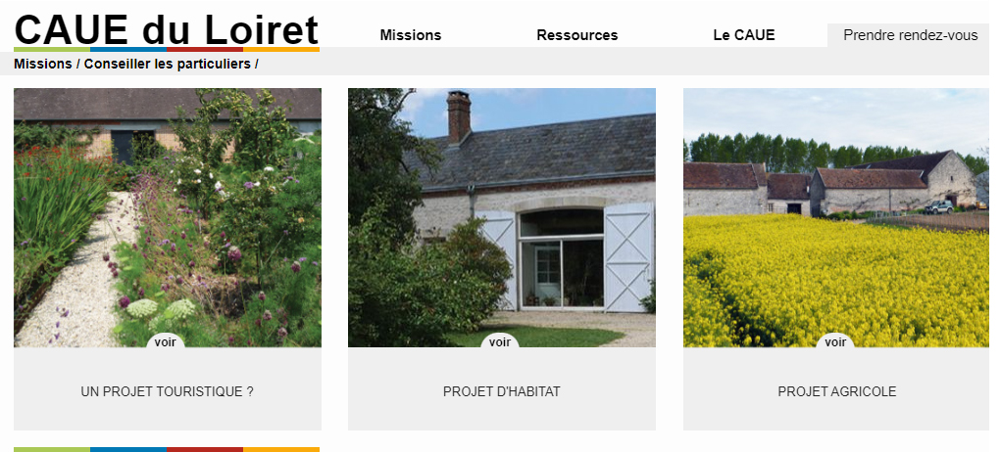 CAUE du Loiret
Missions
Ressources
Le CAUE
Prendre rendez-vous
Missions / Conseiller les particuliers /
voir
UN PROJET TOURISTIQUE ?
voir
PROJET D'HABITAT
voir
PROJET AGRICOLE